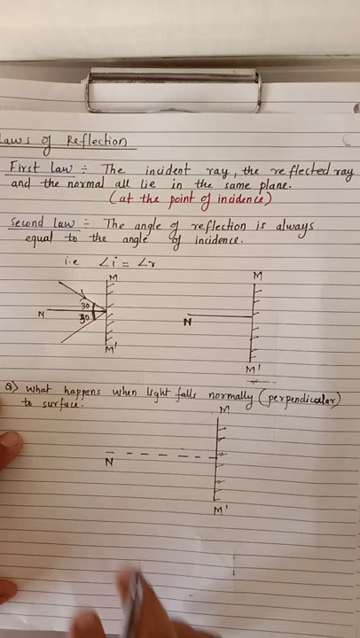 Laws of Reflection
First Law :- The incident ray, the reflected ray
and the normal all lie in the same plane.
(at the point of incidence)
Second law :- The angle of reflection is always
equal to the angle of incidence.
i.e ∠i = ∠r
M
M
30
N
30
N
M'
M'
Q) What happens when light falls normally (perpendicular)
to surface.
M
N
M'